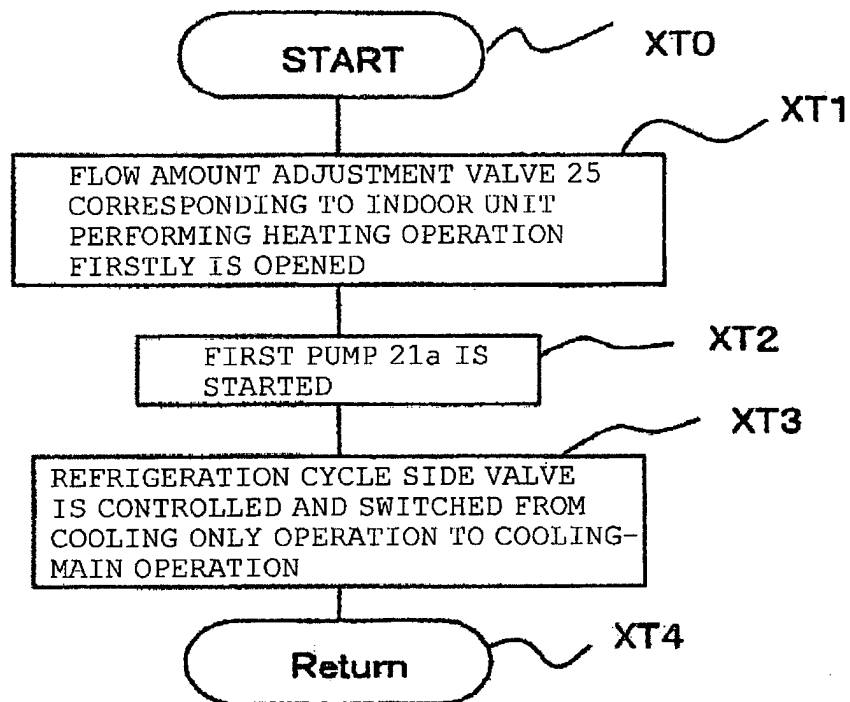 START
XT0
XT1
FLOW AMOUNT ADJUSTMENT VALVE 25
CORRESPONDING TO INDOOR UNIT
PERFORMING HEATING OPERATION
FIRSTLY IS OPENED
XT2
FIRST PUMP 21a IS
STARTED
XT3
REFRIGERATION CYCLE SIDE VALVE
IS CONTROLLED AND SWITCHED FROM
COOLING ONLY OPERATION TO COOLING-
MAIN OPERATION
XT4
Return